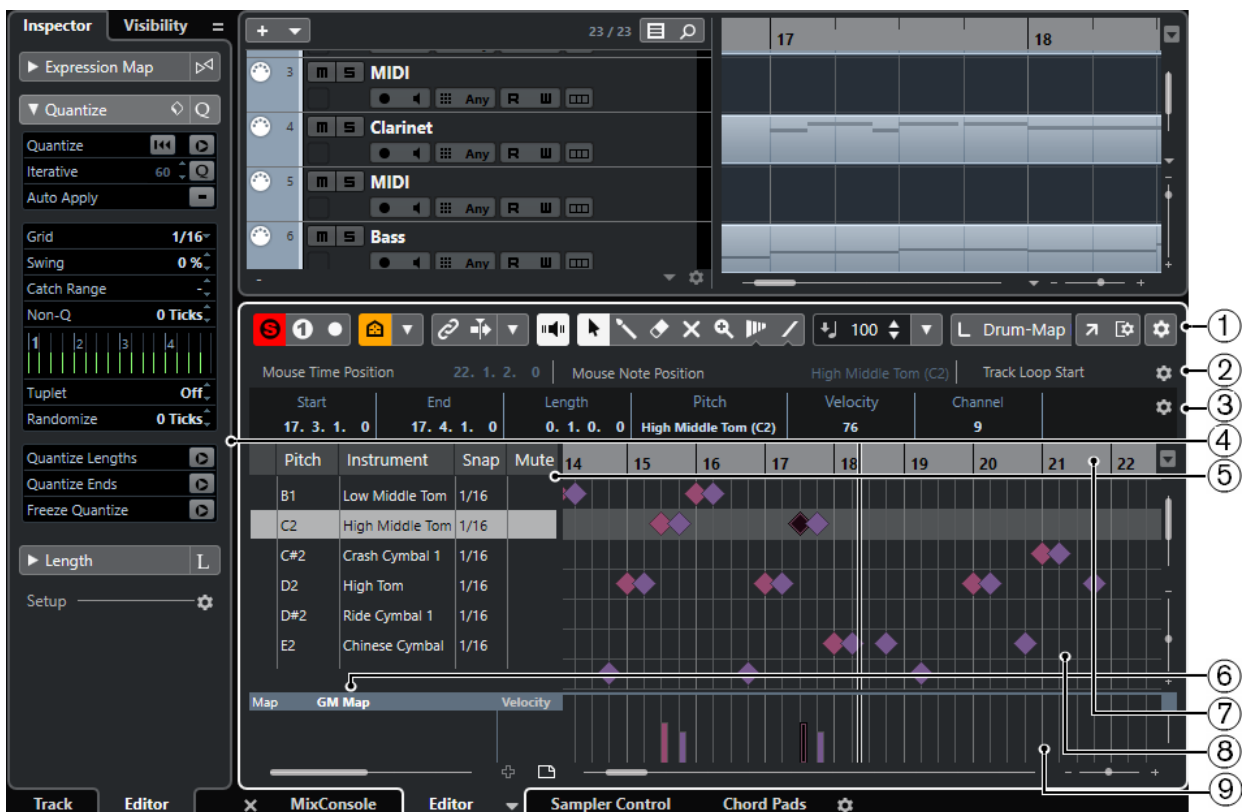 Inspector Visibility
Expression Map
Quantize Q
Quantize
Iterative 60 Q
Auto Apply
Grid 1/16
Swing 0 %
Catch Range -
Non-Q 0 Ticks
1 2 3 4
Tuplet Off
Randomize 0 Ticks
Quantize Lengths
Quantize Ends
Freeze Quantize
Length L
Setup
Track Editor
+ 23 / 23
17 18
3 m S MIDI
Any R W
4 m S Clarinet
Any R W
5 m S MIDI
Any R W
6 m S Bass
Any R W
S 1 100 L Drum-Map
Mouse Time Position 22. 1. 2. 0 Mouse Note Position High Middle Tom (C2) Track Loop Start
Start End Length Pitch Velocity Channel
17. 3. 1. 0 17. 4. 1. 0 0. 1. 0. 0 High Middle Tom (C2) 76 9
Pitch Instrument Snap Mute 14 15 16 17 18 19 20 21 22
B1 Low Middle Tom 1/16
C2 High Middle Tom 1/16
C#2 Crash Cymbal 1 1/16
D2 High Tom 1/16
D#2 Ride Cymbal 1 1/16
E2 Chinese Cymbal 1/16
Map GM Map Velocity
MixConsole Editor Sampler Control Chord Pads
1
2
3
4
5
6
7
8
9